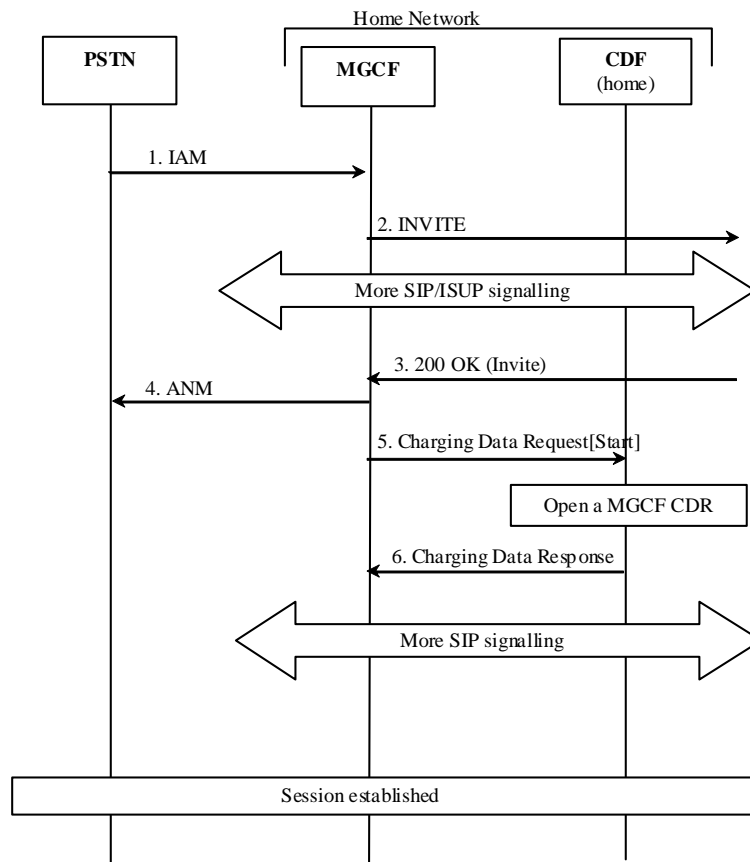 Home Network
PSTN
MGCF
CDF
(home)
1. IAM
2. INVITE
More SIP/ISUP signalling
3. 200 OK (Invite)
4. ANM
5. Charging Data Request[Start]
Open a MGCF CDR
6. Charging Data Response
More SIP signalling
Session established